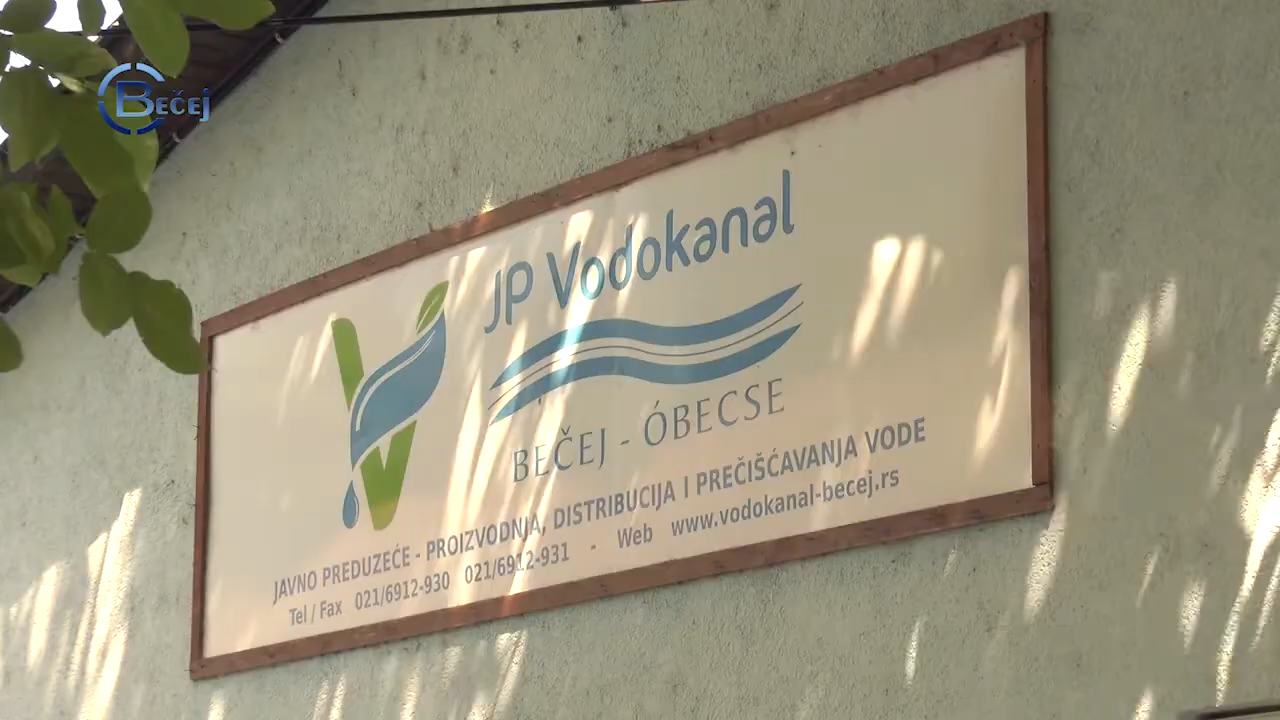 BEČEJ
JP Vodokanal
BEČEJ - ÓBECSE
JAVNO PREDUZEĆE - PROIZVODNJA, DISTRIBUCIJA I PREČIŠĆAVANJA VODE
Tel / Fax 021/6912-930 021/6912-931 - Web www.vodokanal-becej.rs